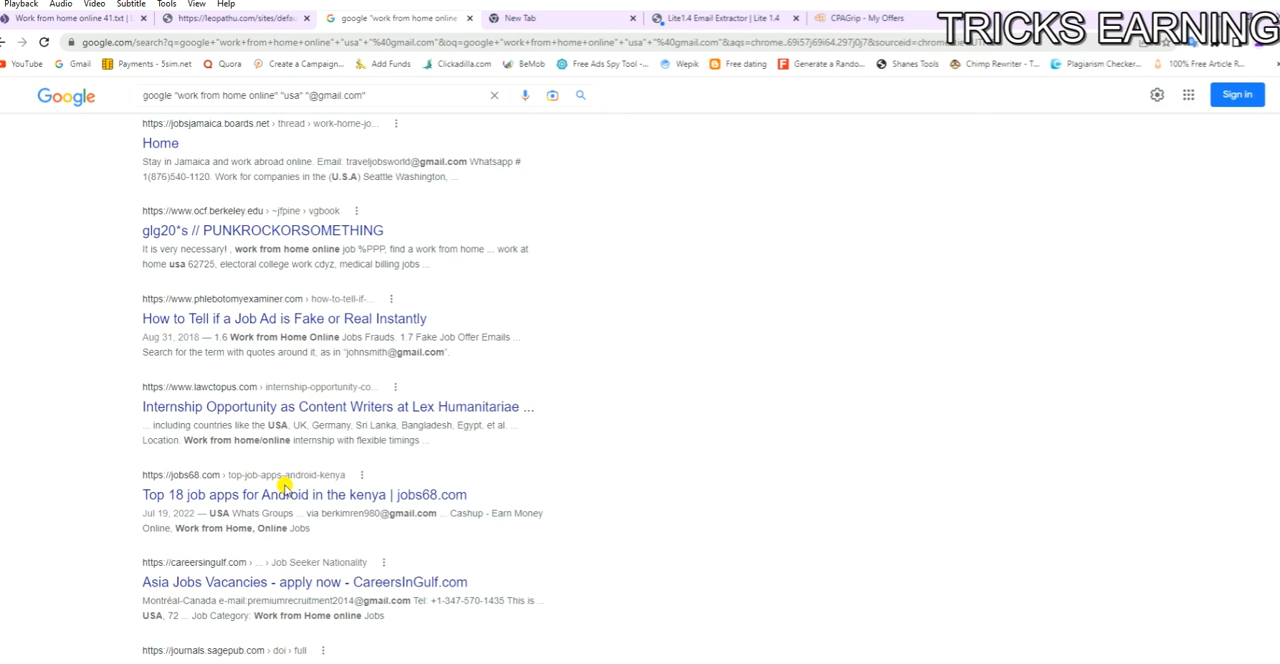 Playback Audio Video Subtitle Tools View Help
TRICKS EARNING
Work from home online 41.txt |
https://leopathu.com/sites/defau
google "work from home online
New Tab
Lite1.4 Email Extractor | Lite 1.4
CPAGrip - My Offers
google.com/search?q=google+"work+from+home+online"+"usa"+"%40gmail.com"&oq=google+"work+from+home+online"+"usa"+"%40gmail.com"&aqs=chrome..69i57j69i64.297j0j7&sourceid=chrome
YouTube Gmail Payments - 5sim.net Quora Create a Campaign... Add Funds Clickadilla.com BeMob Free Ads Spy Tool -... Wepik Free dating Generate a Rando... Shanes Tools Chimp Rewriter - T... Plagiarism Checker... 100% Free Article R...
Google
google "work from home online" "usa" "@gmail.com"
Sign in
https://jobsjamaica.boards.net › thread › work-home-jo...
Home
Stay in Jamaica and work abroad online. Email: traveljobsworld@gmail.com Whatsapp #
1(876)540-1120. Work for companies in the (U.S.A) Seattle Washington, ...
https://www.ocf.berkeley.edu › ~jfpine › vgbook
glg20*s // PUNKROCKORSOMETHING
It is very necessary! , work from home online job %PPP, find a work from home ... work at
home usa 62725, electoral college work cdyz, medical billing jobs ...
https://www.phlebotomyexaminer.com › how-to-tell-if-...
How to Tell if a Job Ad is Fake or Real Instantly
Aug 31, 2018 — 1.6 Work from Home Online Jobs Frauds. 1.7 Fake Job Offer Emails ...
Search for the term with quotes around it, as in "johnsmith@gmail.com".
https://www.lawctopus.com › internship-opportunity-co...
Internship Opportunity as Content Writers at Lex Humanitariae ...
... including countries like the USA, UK, Germany, Sri Lanka, Bangladesh, Egypt, et al. ...
Location. Work from home/online internship with flexible timings ...
https://jobs68.com › top-job-apps-android-kenya
Top 18 job apps for Android in the kenya | jobs68.com
Jul 19, 2022 — USA Whats Groups ... via berkimren980@gmail.com ... Cashup - Earn Money
Online, Work from Home, Online Jobs
https://careersingulf.com › ... › Job Seeker Nationality
Asia Jobs Vacancies - apply now - CareersInGulf.com
Montréal-Canada e-mail:premiumrecruitment2014@gmail.com Tel: +1-347-570-1435 This is ...
USA, 72 ... Job Category: Work from Home online Jobs
https://journals.sagepub.com › doi › full